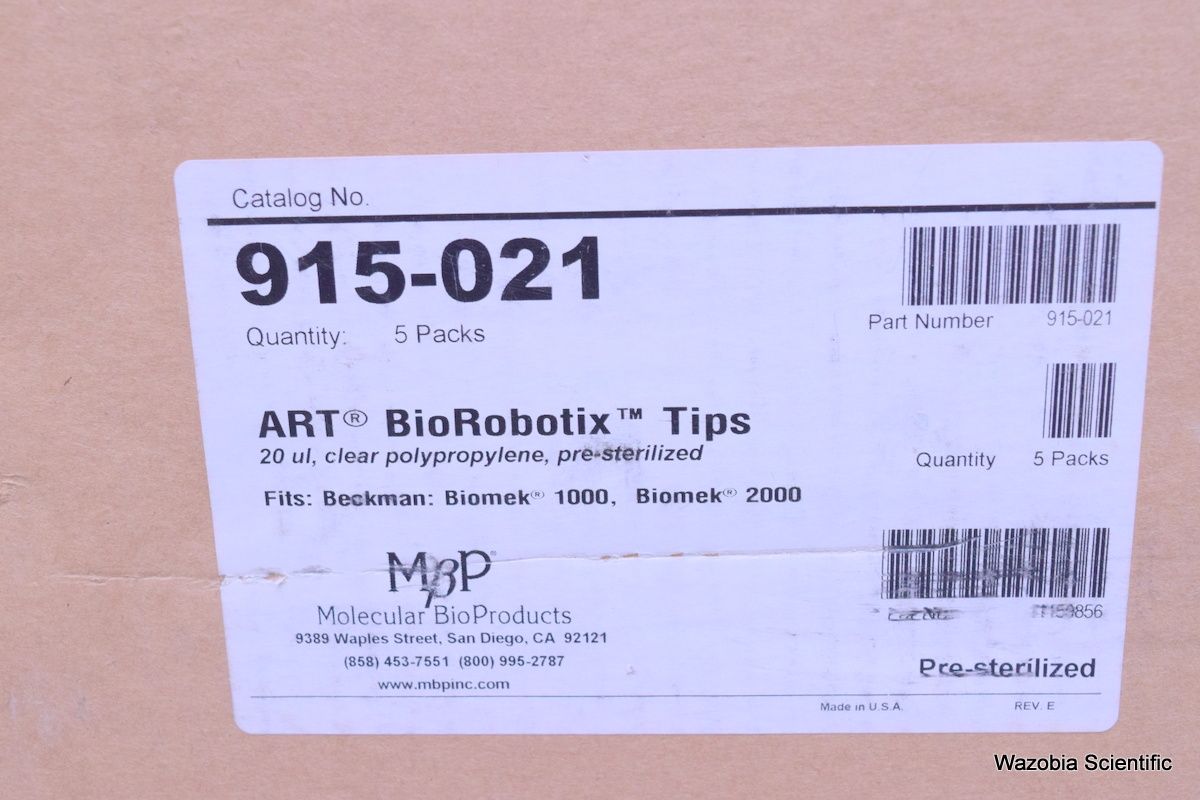 Catalog No.
915-021
Quantity: 5 Packs
Part Number 915-021
ART® BioRobotix™ Tips
20 ul, clear polypropylene, pre-sterilized
Quantity 5 Packs
Fits: Beckman: Biomek® 1000, Biomek® 2000
MBP®
Molecular BioProducts
9389 Waples Street, San Diego, CA 92121
(858) 453-7551 (800) 995-2787
www.mbpinc.com
Pre-sterilized
Made in U.S.A. REV. E
Wazobia Scientific